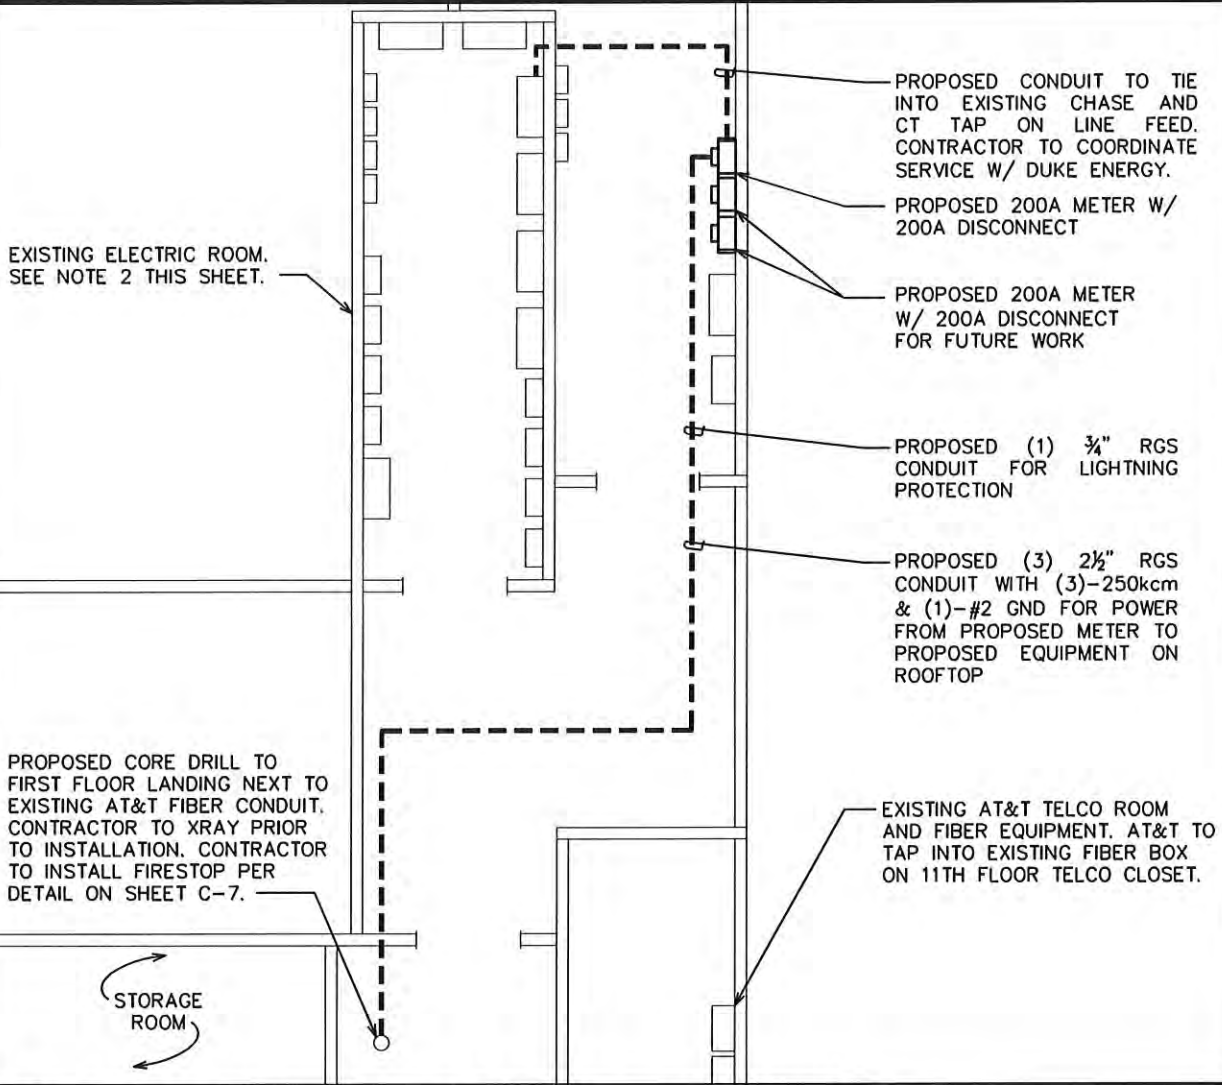 PROPOSED CONDUIT TO TIE
INTO EXISTING CHASE AND
CT TAP ON LINE FEED.
CONTRACTOR TO COORDINATE
SERVICE W/ DUKE ENERGY.
PROPOSED 200A METER W/
200A DISCONNECT
EXISTING ELECTRIC ROOM.
SEE NOTE 2 THIS SHEET.
PROPOSED 200A METER
W/ 200A DISCONNECT
FOR FUTURE WORK
PROPOSED (1) ¾" RGS
CONDUIT FOR LIGHTNING
PROTECTION
PROPOSED (3) 2½" RGS
CONDUIT WITH (3)-250kcm
& (1)-#2 GND FOR POWER
FROM PROPOSED METER TO
PROPOSED EQUIPMENT ON
ROOFTOP
PROPOSED CORE DRILL TO
FIRST FLOOR LANDING NEXT TO
EXISTING AT&T FIBER CONDUIT.
CONTRACTOR TO XRAY PRIOR
TO INSTALLATION. CONTRACTOR
TO INSTALL FIRESTOP PER
DETAIL ON SHEET C-7.
EXISTING AT&T TELCO ROOM
AND FIBER EQUIPMENT. AT&T TO
TAP INTO EXISTING FIBER BOX
ON 11TH FLOOR TELCO CLOSET.
STORAGE
ROOM